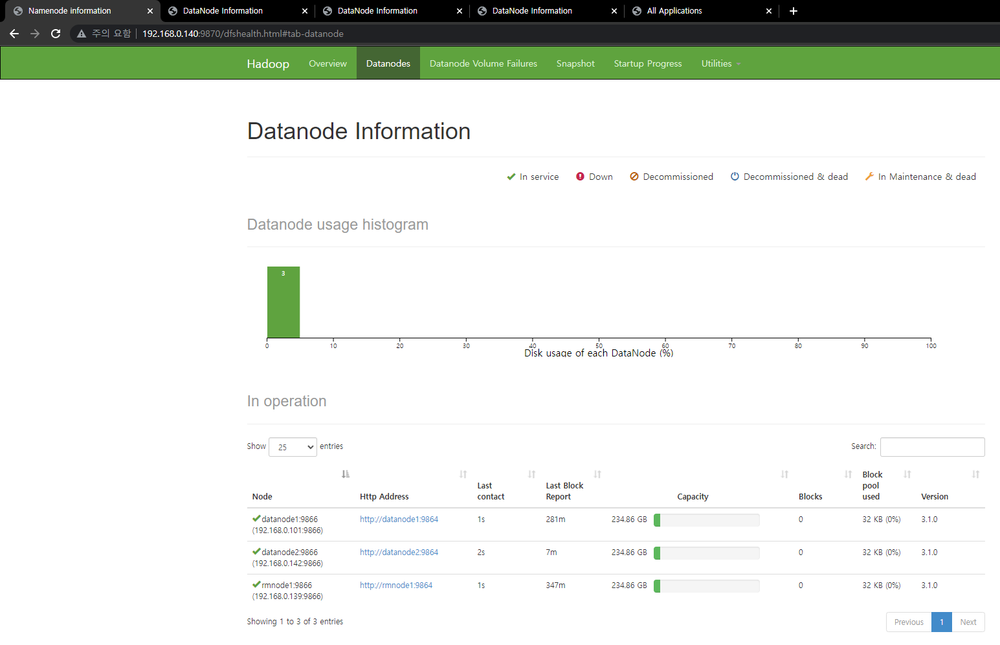 Namenode information
DataNode Information
DataNode Information
DataNode Information
All Applications
주의 요함 192.168.0.140:9870/dfshealth.html#tab-datanode
Hadoop Overview Datanodes Datanode Volume Failures Snapshot Startup Progress Utilities
Datanode Information
In service Down Decommissioned Decommissioned & dead In Maintenance & dead
Datanode usage histogram
3
0 10 20 30 40 50 60 70 80 90 100
Disk usage of each DataNode (%)
In operation
Show 25 entries Search:
Node Http Address Last contact Last Block Report Capacity Blocks Block pool used Version
datanode1:9866 http://datanode1:9864 1s 281m 234.86 GB 0 32 KB (0%) 3.1.0
(192.168.0.101:9866)
datanode2:9866 http://datanode2:9864 2s 7m 234.86 GB 0 32 KB (0%) 3.1.0
(192.168.0.142:9866)
rmnode1:9866 http://rmnode1:9864 1s 347m 234.86 GB 0 32 KB (0%) 3.1.0
(192.168.0.139:9866)
Showing 1 to 3 of 3 entries Previous 1 Next